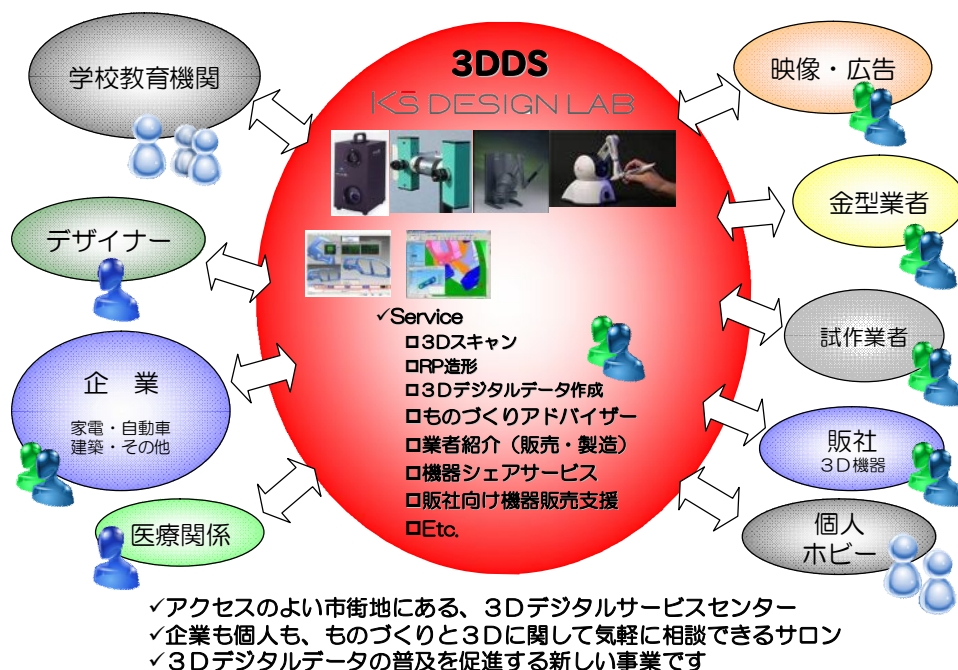 3DDS
K'S DESIGN LAB
学校教育機関
デザイナー
企　業
家電・自動車
建築・その他
医療関係
✓Service
□3Dスキャン
□RP造形
□3Dデジタルデータ作成
□ものづくりアドバイザー
□業者紹介（販売・製造）
□機器シェアサービス
□販社向け機器販売支援
□Etc.
映像・広告
金型業者
試作業者
販社
3D機器
個人
ホビー
✓アクセスのよい市街地にある、３Ｄデジタルサービスセンター
✓企業も個人も、ものづくりと３Ｄに関して気軽に相談できるサロン
✓３Ｄデジタルデータの普及を促進する新しい事業です